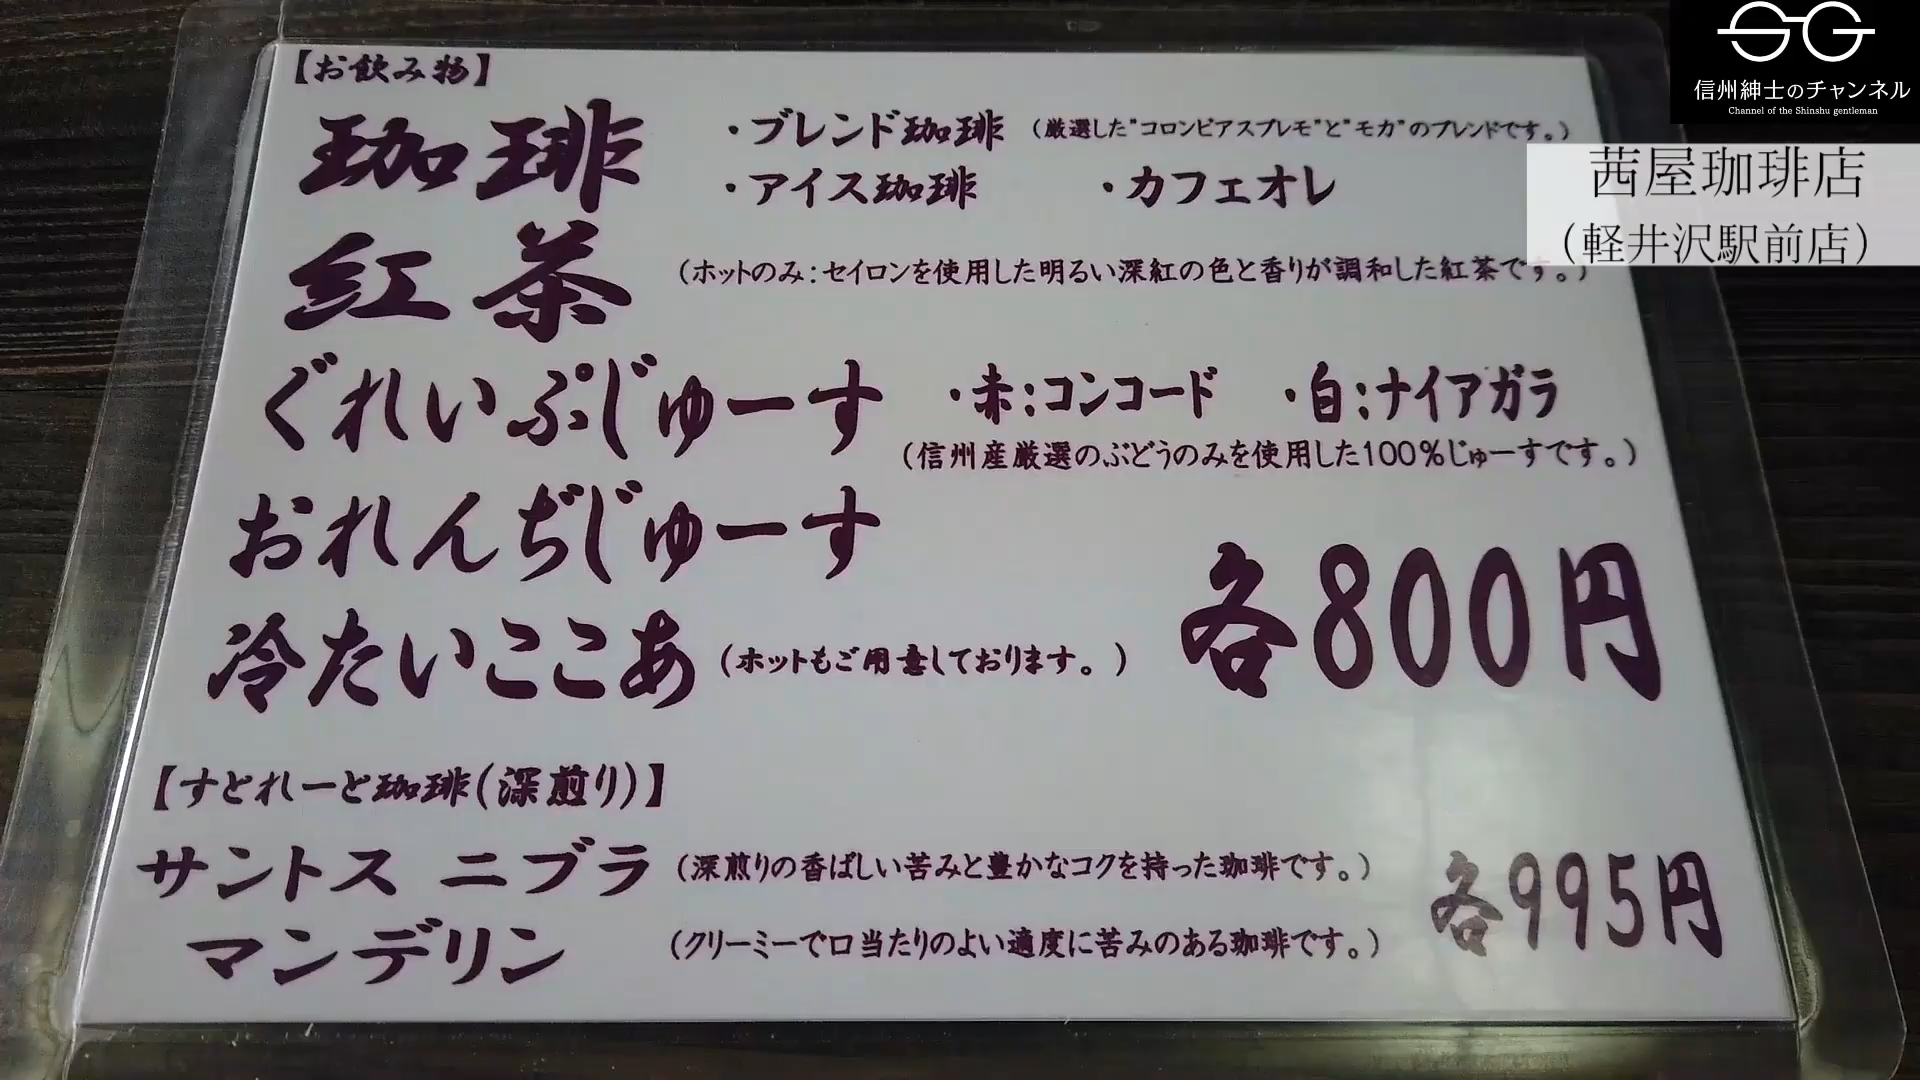 信州紳士のチャンネル
Channel of the Shinshu gentleman
茜屋珈琲店
（軽井沢駅前店）
【お飲み物】
珈琲 ・ブレンド珈琲 （厳選した"コロンビアスプレモ"と"モカ"のブレンドです。）
・アイス珈琲 ・カフェオレ
紅茶 （ホットのみ：セイロンを使用した明るい深紅の色と香りが調和した紅茶です。）
ぐれいぷじゅーす ・赤：コンコード ・白：ナイアガラ
（信州産厳選のぶどうのみを使用した100％じゅーすです。）
おれんぢじゅーす
冷たいここあ （ホットもご用意しております。） 各800円
【すとれーと珈琲（深煎り）】
サントス ニブラ （深煎りの香ばしい苦みと豊かなコクを持った珈琲です。）
マンデリン （クリーミーで口当たりのよい適度に苦みのある珈琲です。） 各995円